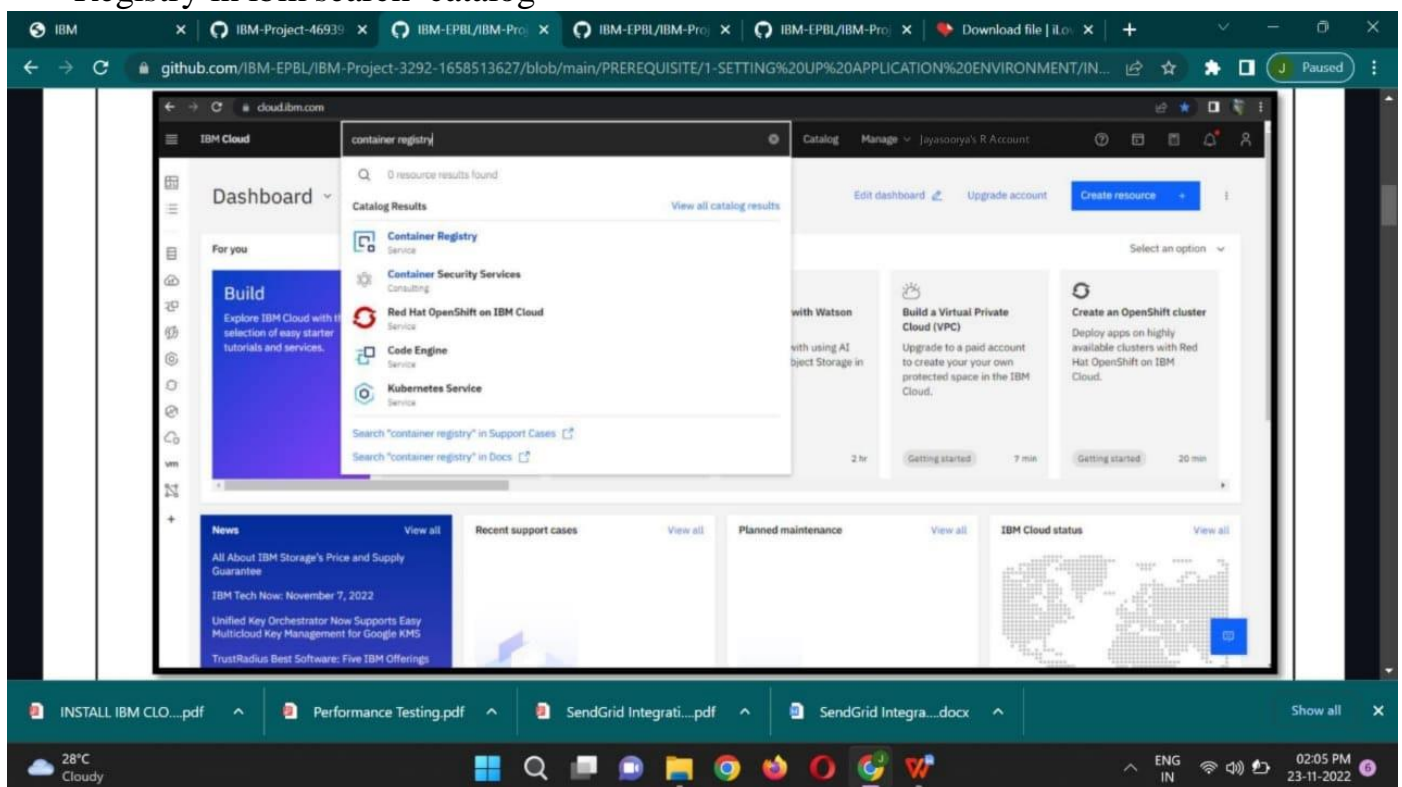 Registry in ibm search catalog
IBM
IBM-Project-46939
IBM-EPBL/IBM-Proj
IBM-EPBL/IBM-Proj
IBM-EPBL/IBM-Proj
Download file | iLov
github.com/IBM-EPBL/IBM-Project-3292-1658513627/blob/main/PREREQUISITE/1-SETTING%20UP%20APPLICATION%20ENVIRONMENT/IN...
J Paused
cloud.ibm.com
IBM Cloud
container registry
Catalog Manage Jayasoorya's R Account
0 resource results found
Catalog Results View all catalog results
Container Registry
Service
Container Security Services
Consulting
Red Hat OpenShift on IBM Cloud
Service
Code Engine
Service
Kubernetes Service
Service
Search "container registry" in Support Cases
Search "container registry" in Docs
Dashboard
Edit dashboard Upgrade account Create resource +
For you Select an option
Build
Explore IBM Cloud with
selection of easy starter
tutorials and services.
with Watson
with using AI
bject Storage in
2 hr
Build a Virtual Private
Cloud (VPC)
Upgrade to a paid account
to create your your own
protected space in the IBM
Cloud.
Getting started 7 min
Create an OpenShift cluster
Deploy apps on highly
available clusters with Red
Hat OpenShift on IBM
Cloud.
Getting started 20 min
vm
News View all
All About IBM Storage's Price and Supply
Guarantee
IBM Tech Now: November 7, 2022
Unified Key Orchestrator Now Supports Easy
Multicloud Key Management for Google KMS
TrustRadius Best Software: Five IBM Offerings
Recent support cases View all
Planned maintenance View all
IBM Cloud status View all
INSTALL IBM CLO....pdf
Performance Testing.pdf
SendGrid Integrati....pdf
SendGrid Integra....docx
Show all
28°C
Cloudy
ENG
IN
02:05 PM
23-11-2022
6